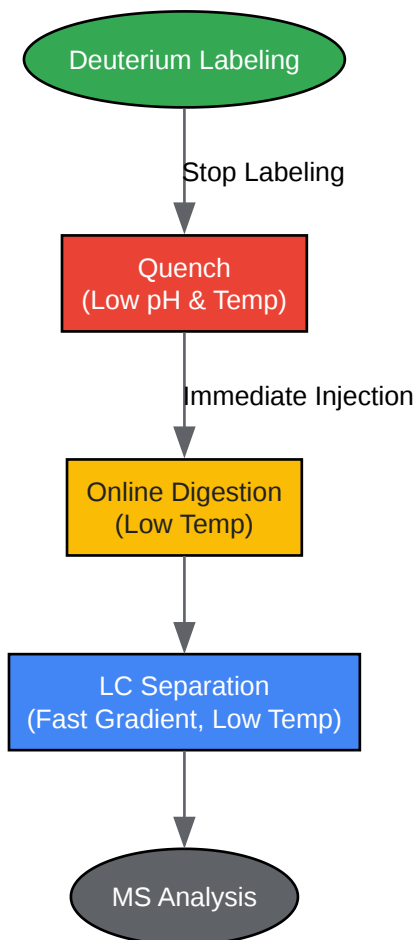 Deuterium Labeling
Stop Labeling
Quench
(Low pH & Temp)
Immediate Injection
Online Digestion
(Low Temp)
LC Separation
(Fast Gradient, Low Temp)
MS Analysis